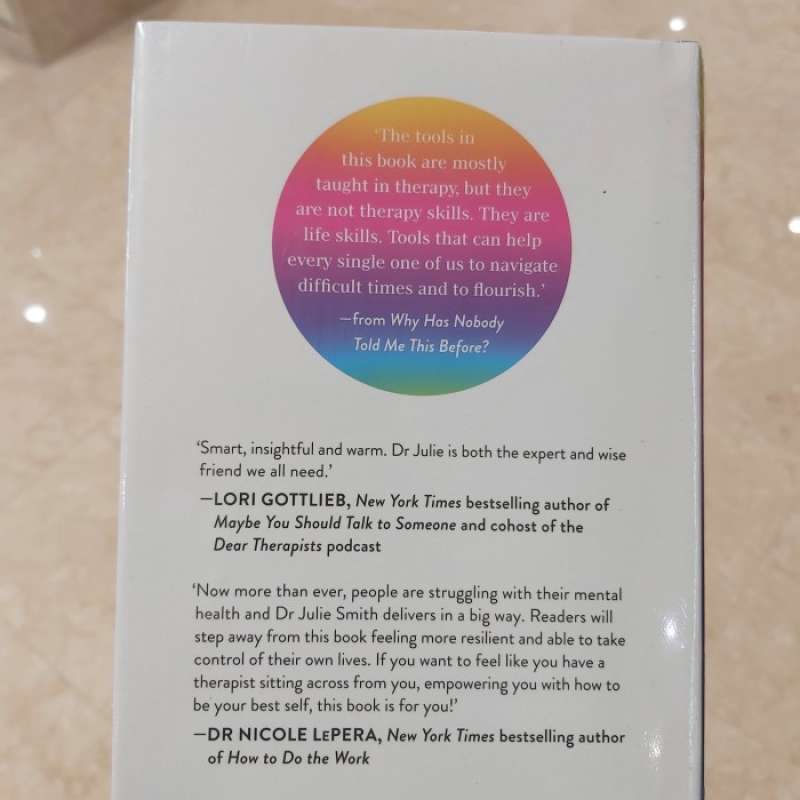 ‘The tools in
this book are mostly
taught in therapy, but they
are not therapy skills. They are
life skills. Tools that can help
every single one of us to navigate
difficult times and to flourish.’
—from Why Has Nobody
Told Me This Before?
‘Smart, insightful and warm. Dr Julie is both the expert and wise
friend we all need.’
—LORI GOTTLIEB, New York Times bestselling author of
Maybe You Should Talk to Someone and cohost of the
Dear Therapists podcast
‘Now more than ever, people are struggling with their mental
health and Dr Julie Smith delivers in a big way. Readers will
step away from this book feeling more resilient and able to take
control of their own lives. If you want to feel like you have a
therapist sitting across from you, empowering you with how to
be your best self, this book is for you!’
—DR NICOLE LePERA, New York Times bestselling author
of How to Do the Work